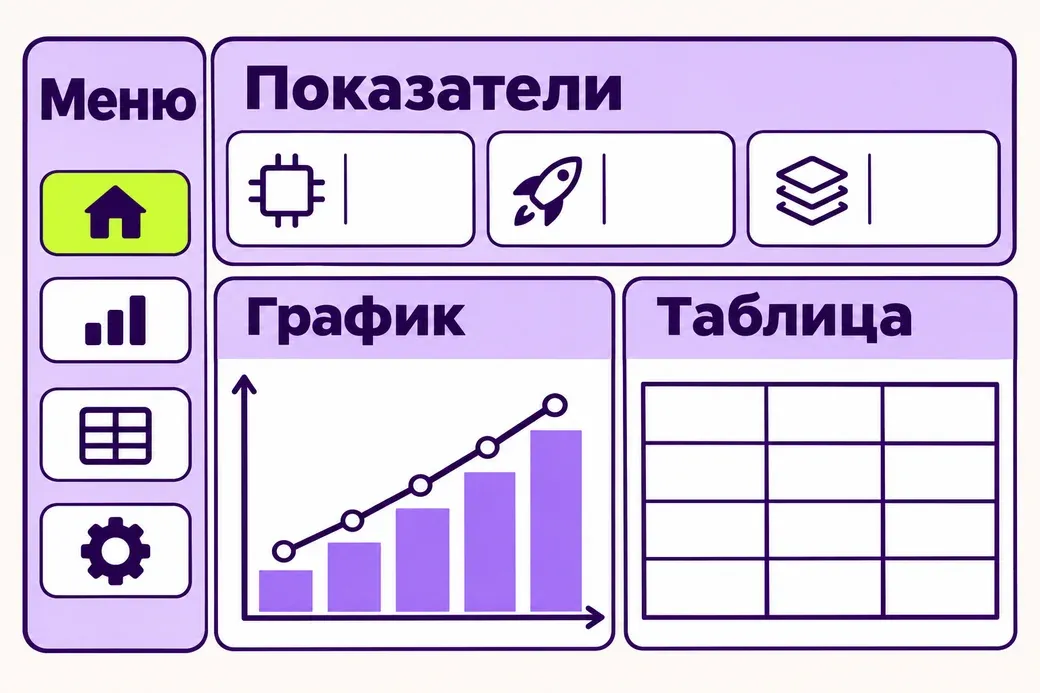 Меню
Показатели
График
Таблица